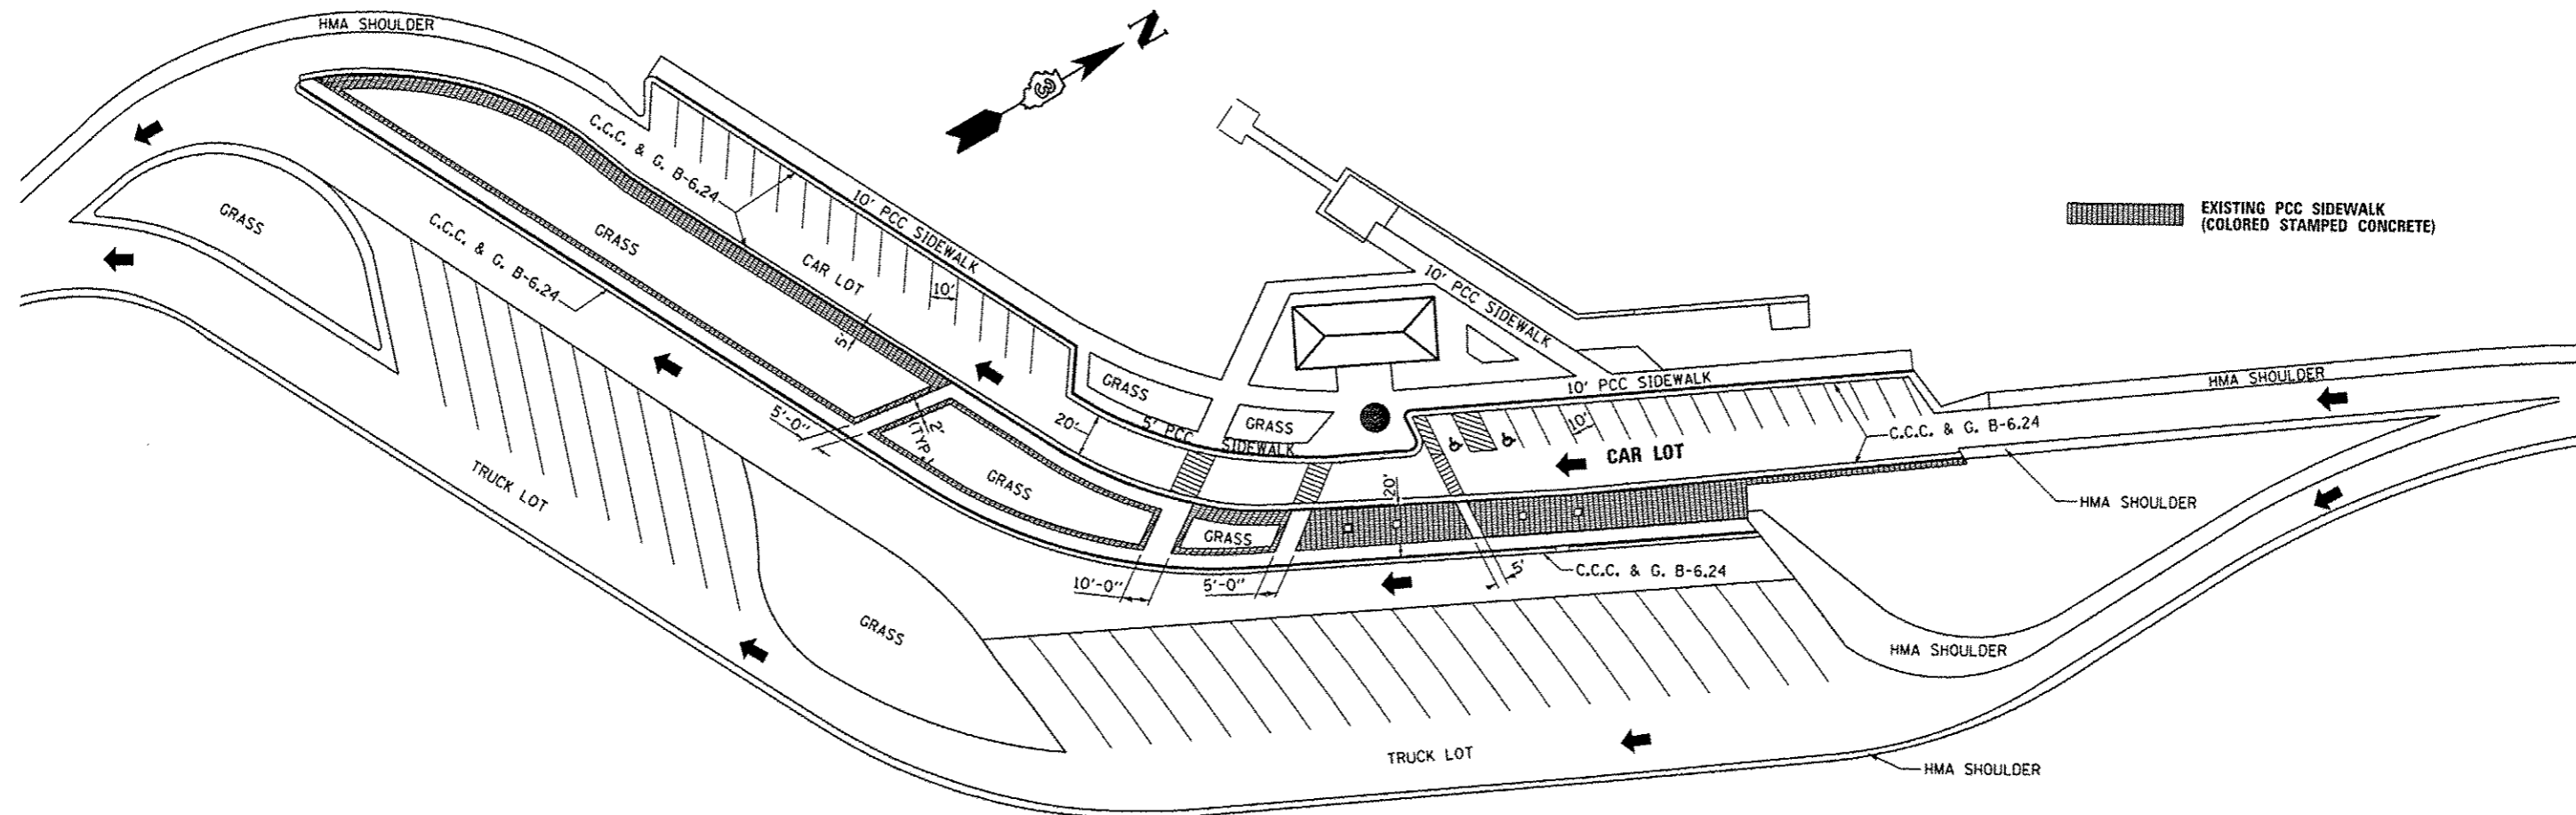 HMA SHOULDER
N
3
C.C.C. & G. B-6.24
10' PCC SIDEWALK
EXISTING PCC SIDEWALK
(COLORED STAMPED CONCRETE)
GRASS
C.C.C. & G. B-6.24
GRASS
CAR LOT
10'
5'
10' PCC SIDEWALK
GRASS
10' PCC SIDEWALK
HMA SHOULDER
5'-0"
2'
(TYP.)
20'
5' PCC
SIDEWALK
GRASS
10'
C.C.C. & G. B-6.24
CAR LOT
TRUCK LOT
GRASS
20'
HMA SHOULDER
GRASS
10'-0"
5'-0"
5'
C.C.C. & G. B-6.24
GRASS
HMA SHOULDER
TRUCK LOT
HMA SHOULDER